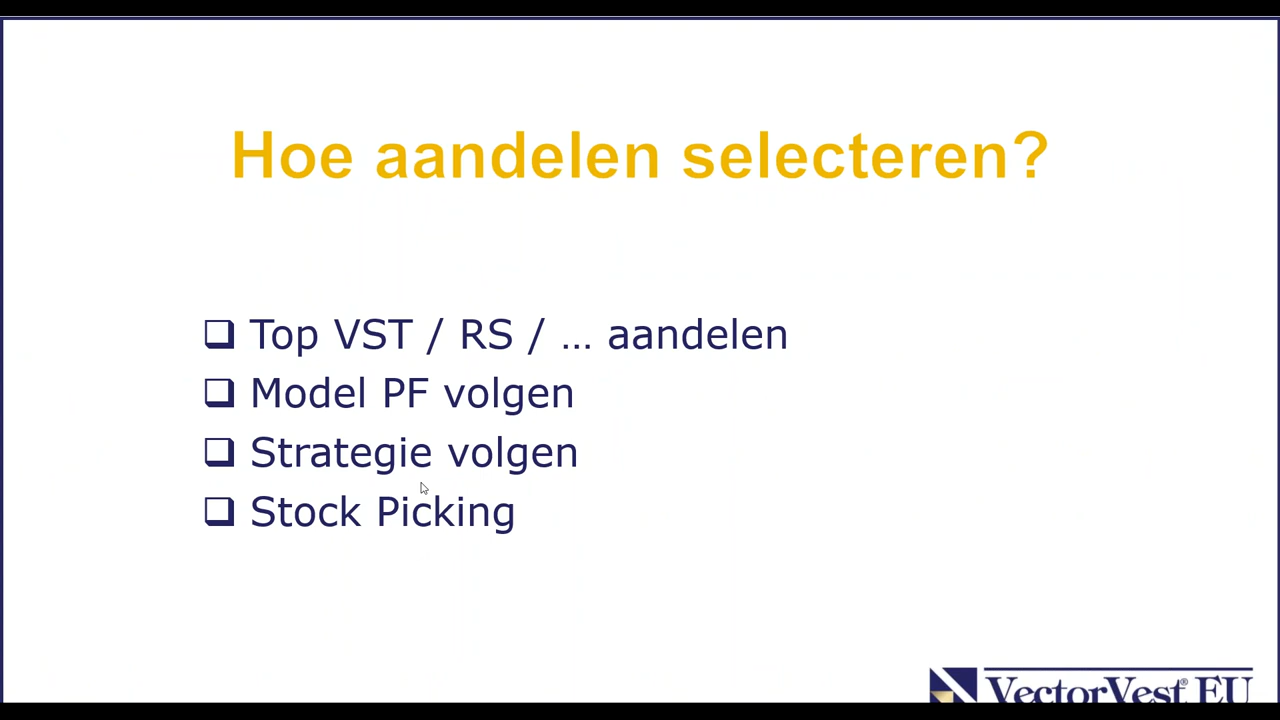 Hoe aandelen selecteren?
Top VST / RS / … aandelen
Model PF volgen
Strategie volgen
Stock Picking
VectorVest® EU